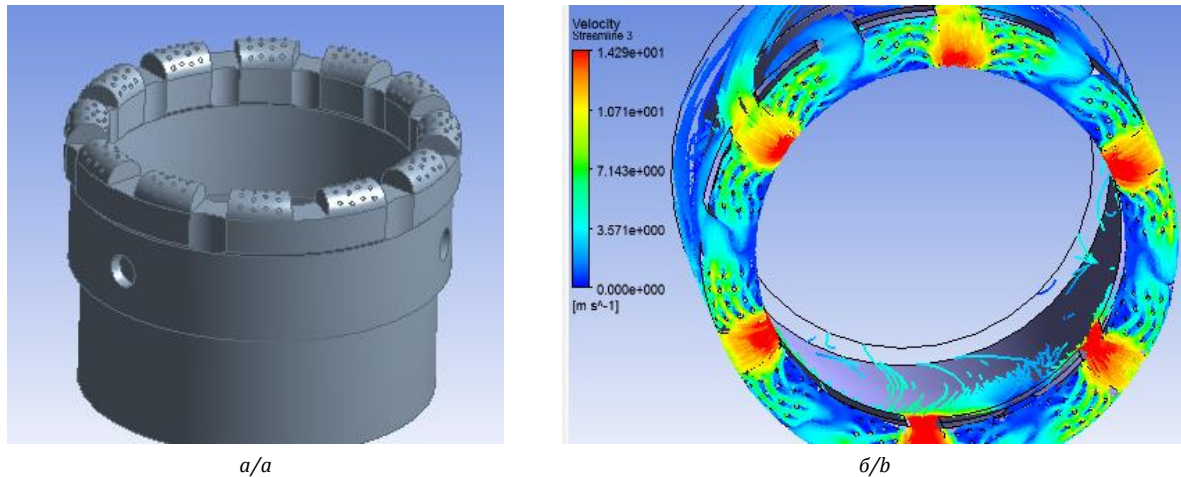 Velocity
Streamline 3
1.429e+001
1.071e+001
7.143e+000
3.571e+000
0.000e+000
[m s^-1]
а/a
б/b